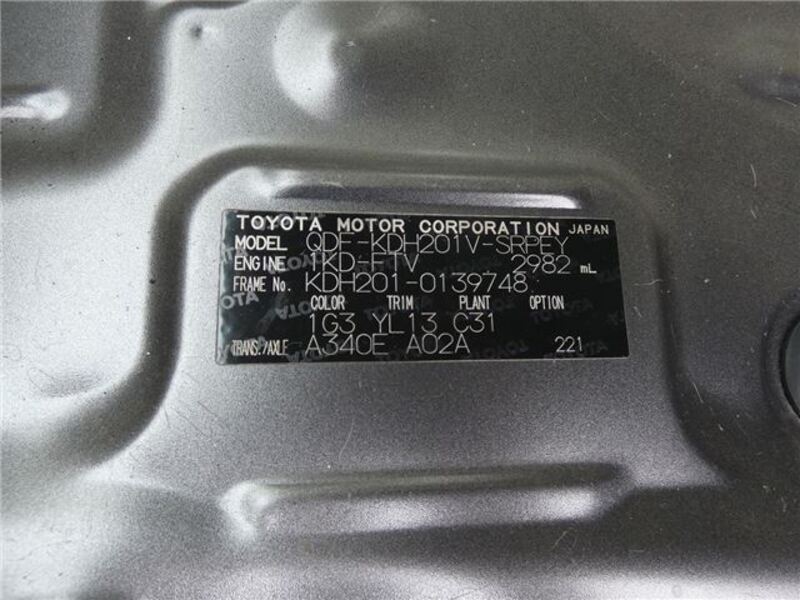 TOYOTA MOTOR CORPORATION JAPAN
MODEL QDF-KDH201V-SRPEY
ENGINE 1KD-FTV 2982 mL
FRAME No. KDH201-0139748
COLOR TRIM PLANT OPTION
1G3 YL13 C31
TRANS./AXLE A340E A02A 221